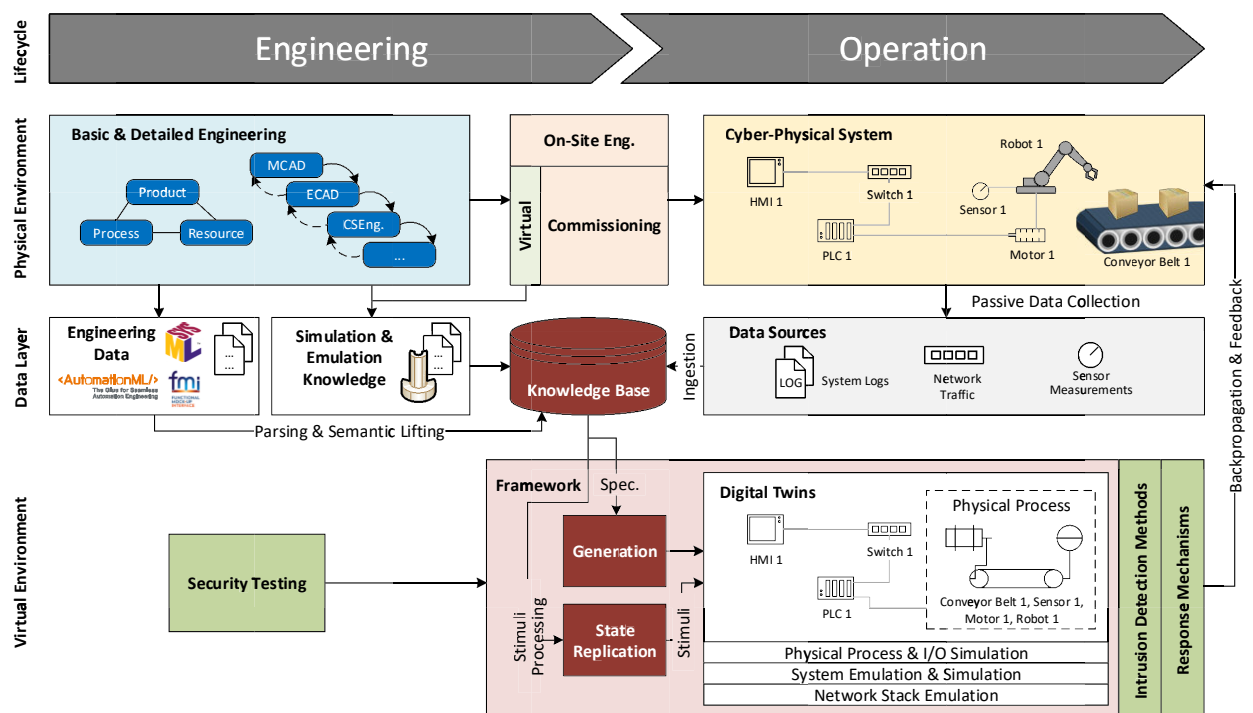 Lifecycle
Engineering
Operation
Physical Environment
Basic & Detailed Engineering
MCAD
ECAD
CSEng.
...
Product
Process
Resource
On-Site Eng.
Virtual
Commissioning
Cyber-Physical System
HMI 1
Switch 1
PLC 1
Robot 1
Sensor 1
Motor 1
Conveyor Belt 1
Passive Data Collection
Backpropagation & Feedback
Data Layer
Engineering
Data
SysML
...
...
<AutomationML/>
The Glue for Seamless
Automation Engineering
fmi
FUNCTIONAL
MOCK-UP
INTERFACE
Simulation &
Emulation
Knowledge
...
...
Knowledge Base
Ingestion
Data Sources
LOG
System Logs
Network
Traffic
Sensor
Measurements
Parsing & Semantic Lifting
Virtual Environment
Security Testing
Framework
Spec.
Generation
Stimuli
Processing
State
Replication
Stimuli
Digital Twins
HMI 1
Switch 1
PLC 1
Physical Process
Conveyor Belt 1, Sensor 1,
Motor 1, Robot 1
Physical Process & I/O Simulation
System Emulation & Simulation
Network Stack Emulation
Intrusion Detection Methods
Response Mechanisms